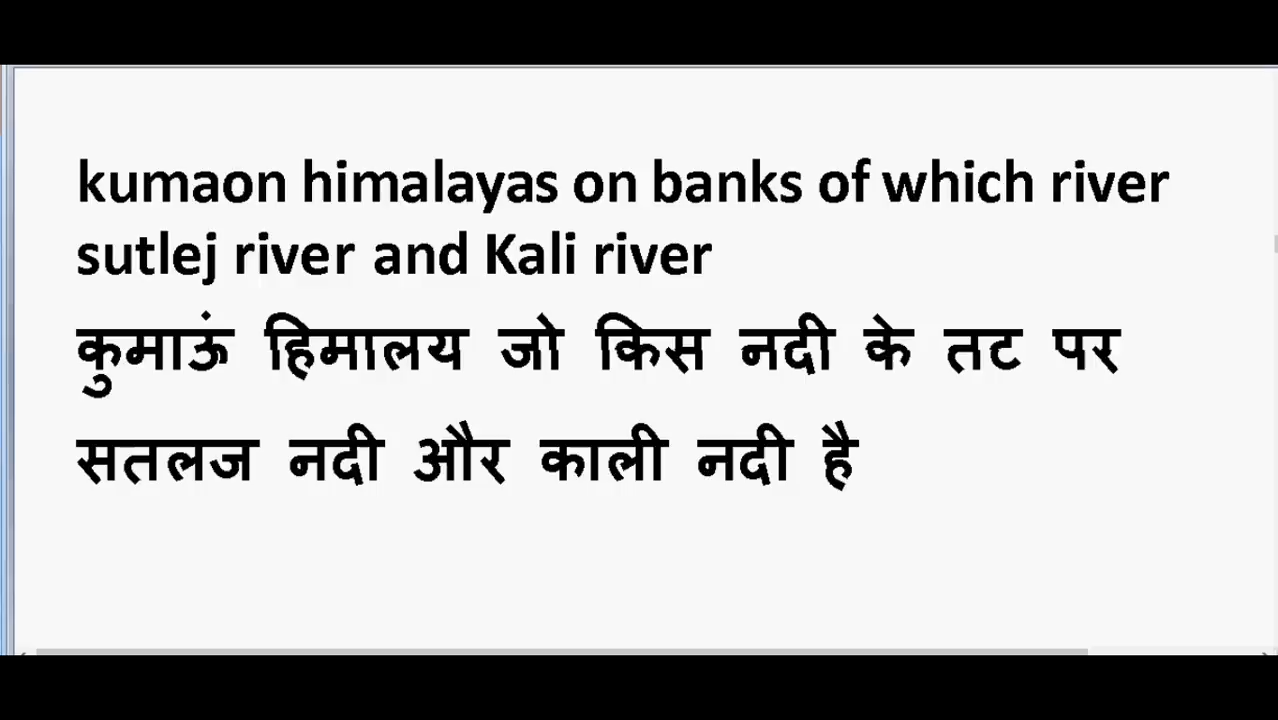 kumaon himalayas on banks of which river
sutlej river and Kali river
कुमाऊं हिमालय जो किस नदी के तट पर
सतलज नदी और काली नदी है